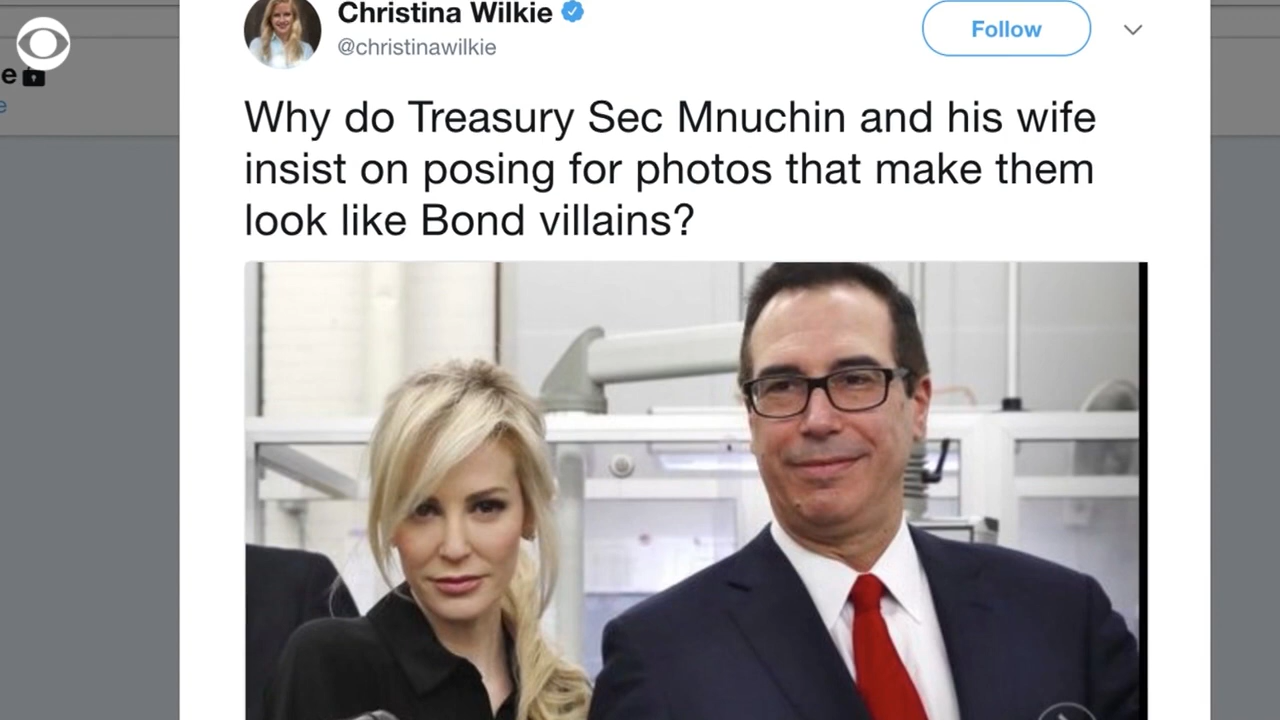 Christina Wilkie
@christinawilkie
Follow
e
e
Why do Treasury Sec Mnuchin and his wife
insist on posing for photos that make them
look like Bond villains?